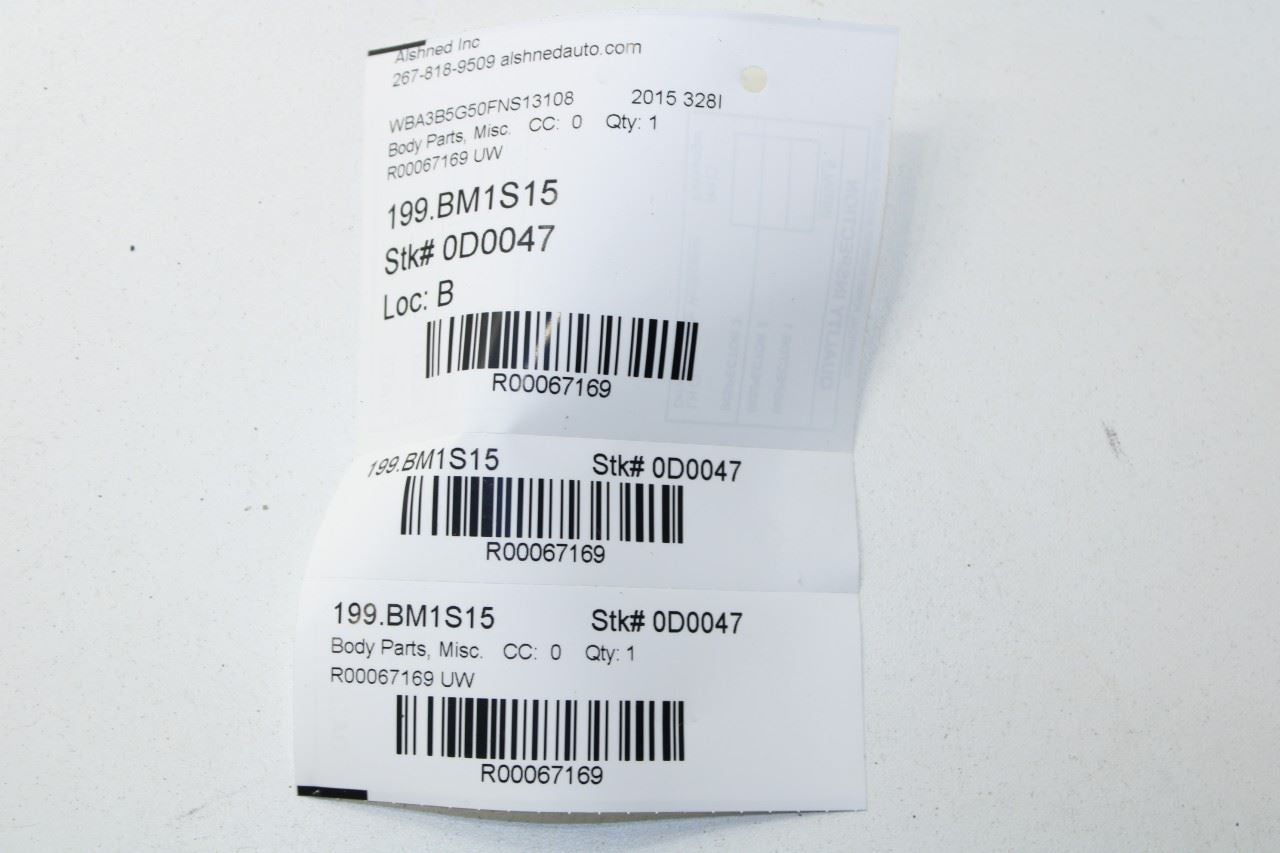 Alshned Inc
267-818-9509 alshnedauto.com
WBA3B5G50FNS13108 2015 328I
Body Parts, Misc. CC: 0 Qty: 1
R00067169 UW
199.BM1S15
Stk# 0D0047
Loc: B
R00067169
199.BM1S15 Stk# 0D0047
R00067169
199.BM1S15 Stk# 0D0047
Body Parts, Misc. CC: 0 Qty: 1
R00067169 UW
R00067169